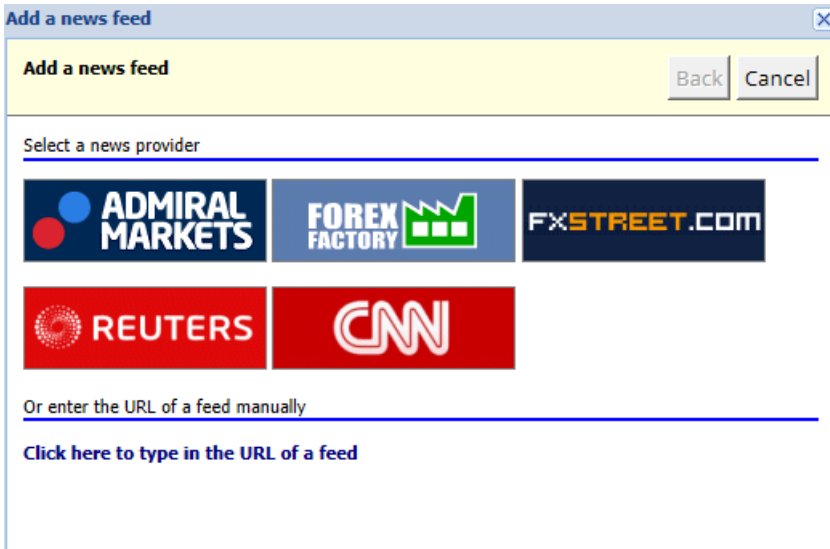 Add a news feed
Add a news feed
Back Cancel
Select a news provider
ADMIRAL
MARKETS
FOREX
FACTORY
FXSTREET.COM
REUTERS
CNN
Or enter the URL of a feed manually
Click here to type in the URL of a feed